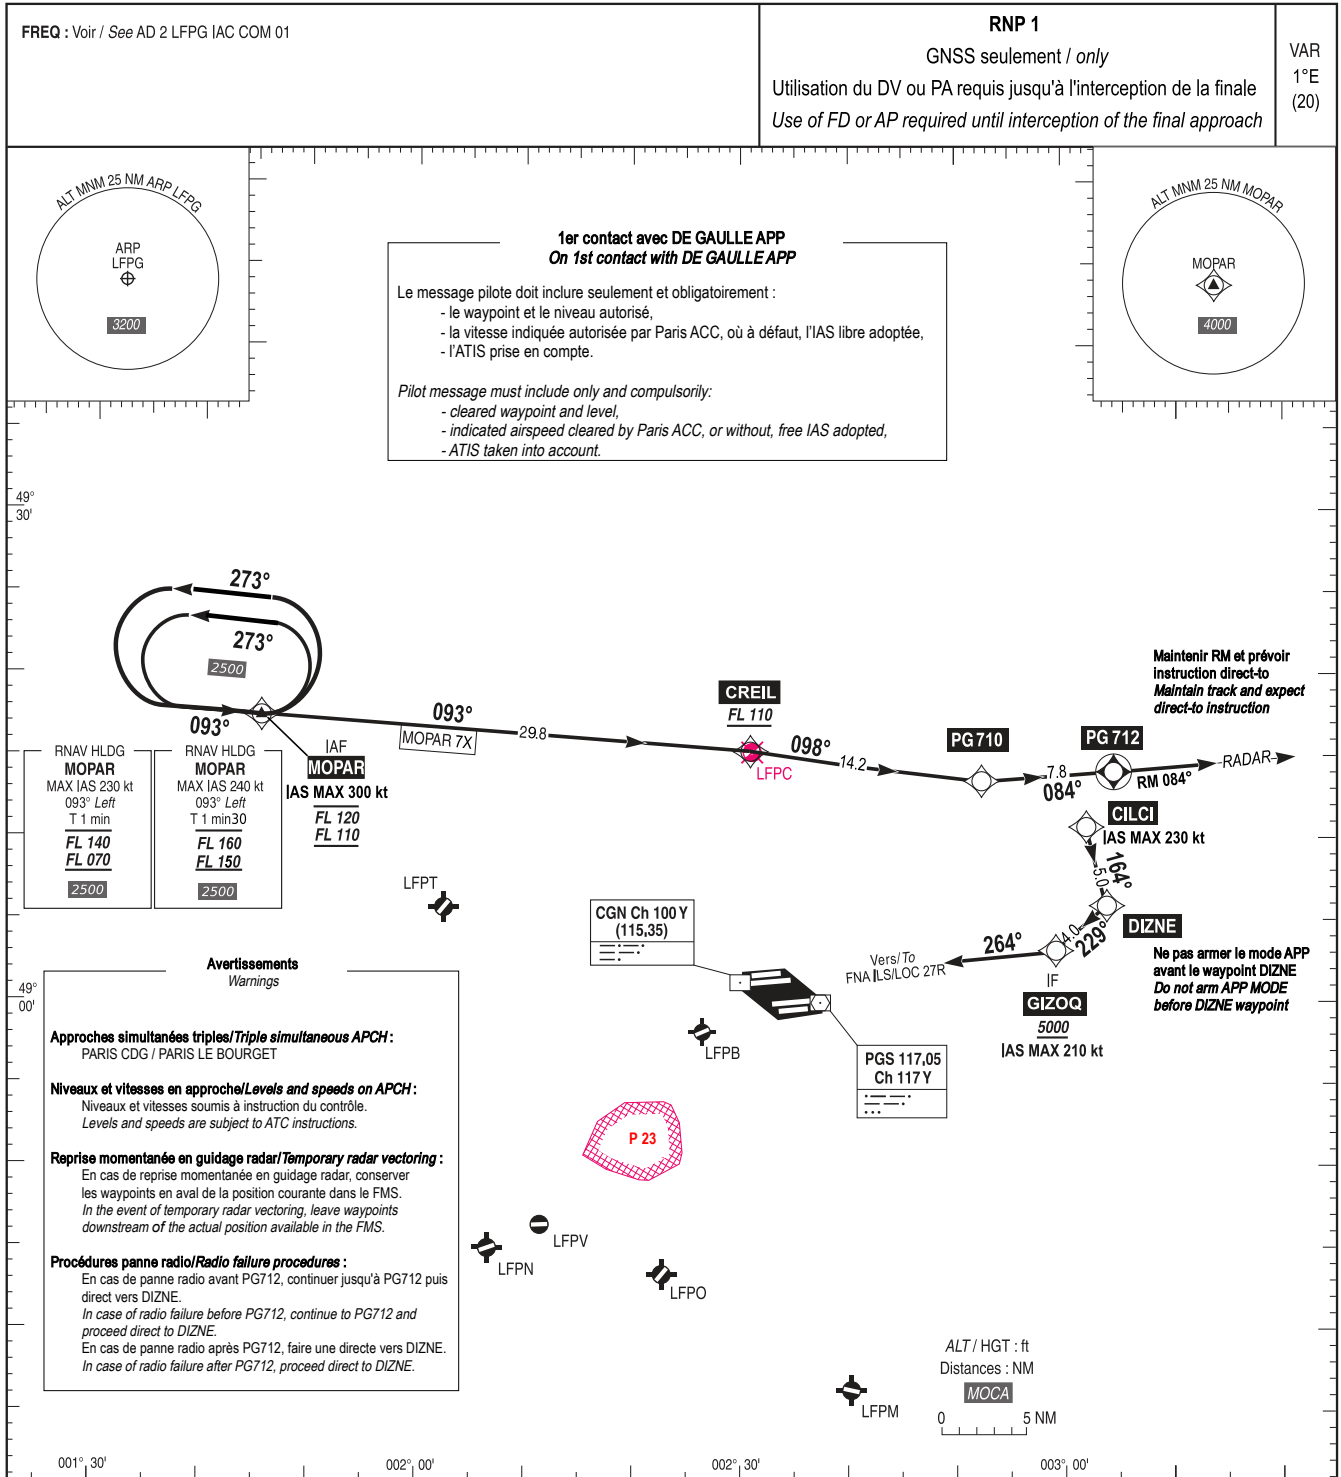 FREQ : Voir / See AD 2 LFPG IAC COM 01
RNP 1
GNSS seulement / only
Utilisation du DV ou PA requis jusqu'à l'interception de la finale
Use of FD or AP required until interception of the final approach
VAR
1°E
(20)
ALT MNM 25 NM ARP LFPG
ARP
LFPG
3200
1er contact avec DE GAULLE APP
On 1st contact with DE GAULLE APP
Le message pilote doit inclure seulement et obligatoirement :
- le waypoint et le niveau autorisé,
- la vitesse indiquée autorisée par Paris ACC, où à défaut, l'IAS libre adoptée,
- l'ATIS prise en compte.
Pilot message must include only and compulsorily:
- cleared waypoint and level,
- indicated airspeed cleared by Paris ACC, or without, free IAS adopted,
- ATIS taken into account.
ALT MNM 25 NM MOPAR
MOPAR
4000
49°
30'
273°
273°
2500
093°
093°
MOPAR 7X
29.8
CREIL
FL 110
LFPC
098°
14.2
PG 710
7.8
084°
PG 712
RM 084°
RADAR
Maintenir RM et prévoir
instruction direct-to
Maintain track and expect
direct-to instruction
RNAV HLDG
MOPAR
MAX IAS 230 kt
093° Left
T 1 min
FL 140
FL 070
2500
RNAV HLDG
MOPAR
MAX IAS 240 kt
093° Left
T 1 min30
FL 160
FL 150
2500
IAF
MOPAR
IAS MAX 300 kt
FL 120
FL 110
CILCI
IAS MAX 230 kt
164°
5.0
DIZNE
4.0
229°
264°
Vers/To
FNA ILS/LOC 27R
IF
GIZOQ
5000
IAS MAX 210 kt
Ne pas armer le mode APP
avant le waypoint DIZNE
Do not arm APP MODE
before DIZNE waypoint
LFPT
CGN Ch 100 Y
(115,35)
LFPB
PGS 117,05
Ch 117 Y
49°
00'
Avertissements
Warnings
Approches simultanées triples/Triple simultaneous APCH :
PARIS CDG / PARIS LE BOURGET
Niveaux et vitesses en approche/Levels and speeds on APCH :
Niveaux et vitesses soumis à instruction du contrôle.
Levels and speeds are subject to ATC instructions.
Reprise momentanée en guidage radar/Temporary radar vectoring :
En cas de reprise momentanée en guidage radar, conserver
les waypoints en aval de la position courante dans le FMS.
In the event of temporary radar vectoring, leave waypoints
downstream of the actual position available in the FMS.
Procédures panne radio/Radio failure procedures :
En cas de panne radio avant PG712, continuer jusqu'à PG712 puis
direct vers DIZNE.
In case of radio failure before PG712, continue to PG712 and
proceed direct to DIZNE.
En cas de panne radio après PG712, faire une directe vers DIZNE.
In case of radio failure after PG712, proceed direct to DIZNE.
P 23
LFPV
LFPN
LFPO
LFPM
ALT / HGT : ft
Distances : NM
MOCA
0 5 NM
001° 30'
002° 00'
002° 30'
003° 00'